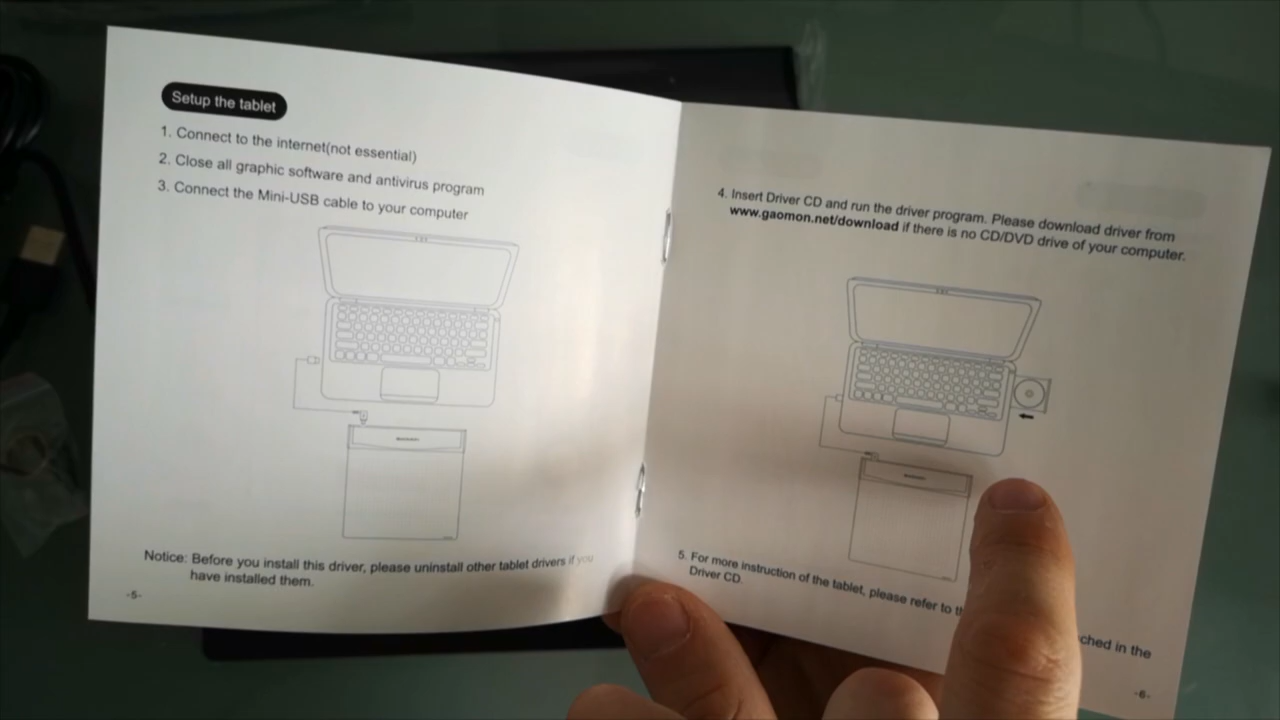 Setup the tablet
1. Connect to the internet(not essential)
2. Close all graphic software and antivirus program
3. Connect the Mini-USB cable to your computer
Notice: Before you install this driver, please uninstall other tablet drivers if you
have installed them.
-5-
4. Insert Driver CD and run the driver program. Please download driver from
www.gaomon.net/download if there is no CD/DVD drive of your computer.
5. For more instruction of the tablet, please refer to
Driver CD.
in the
-6-